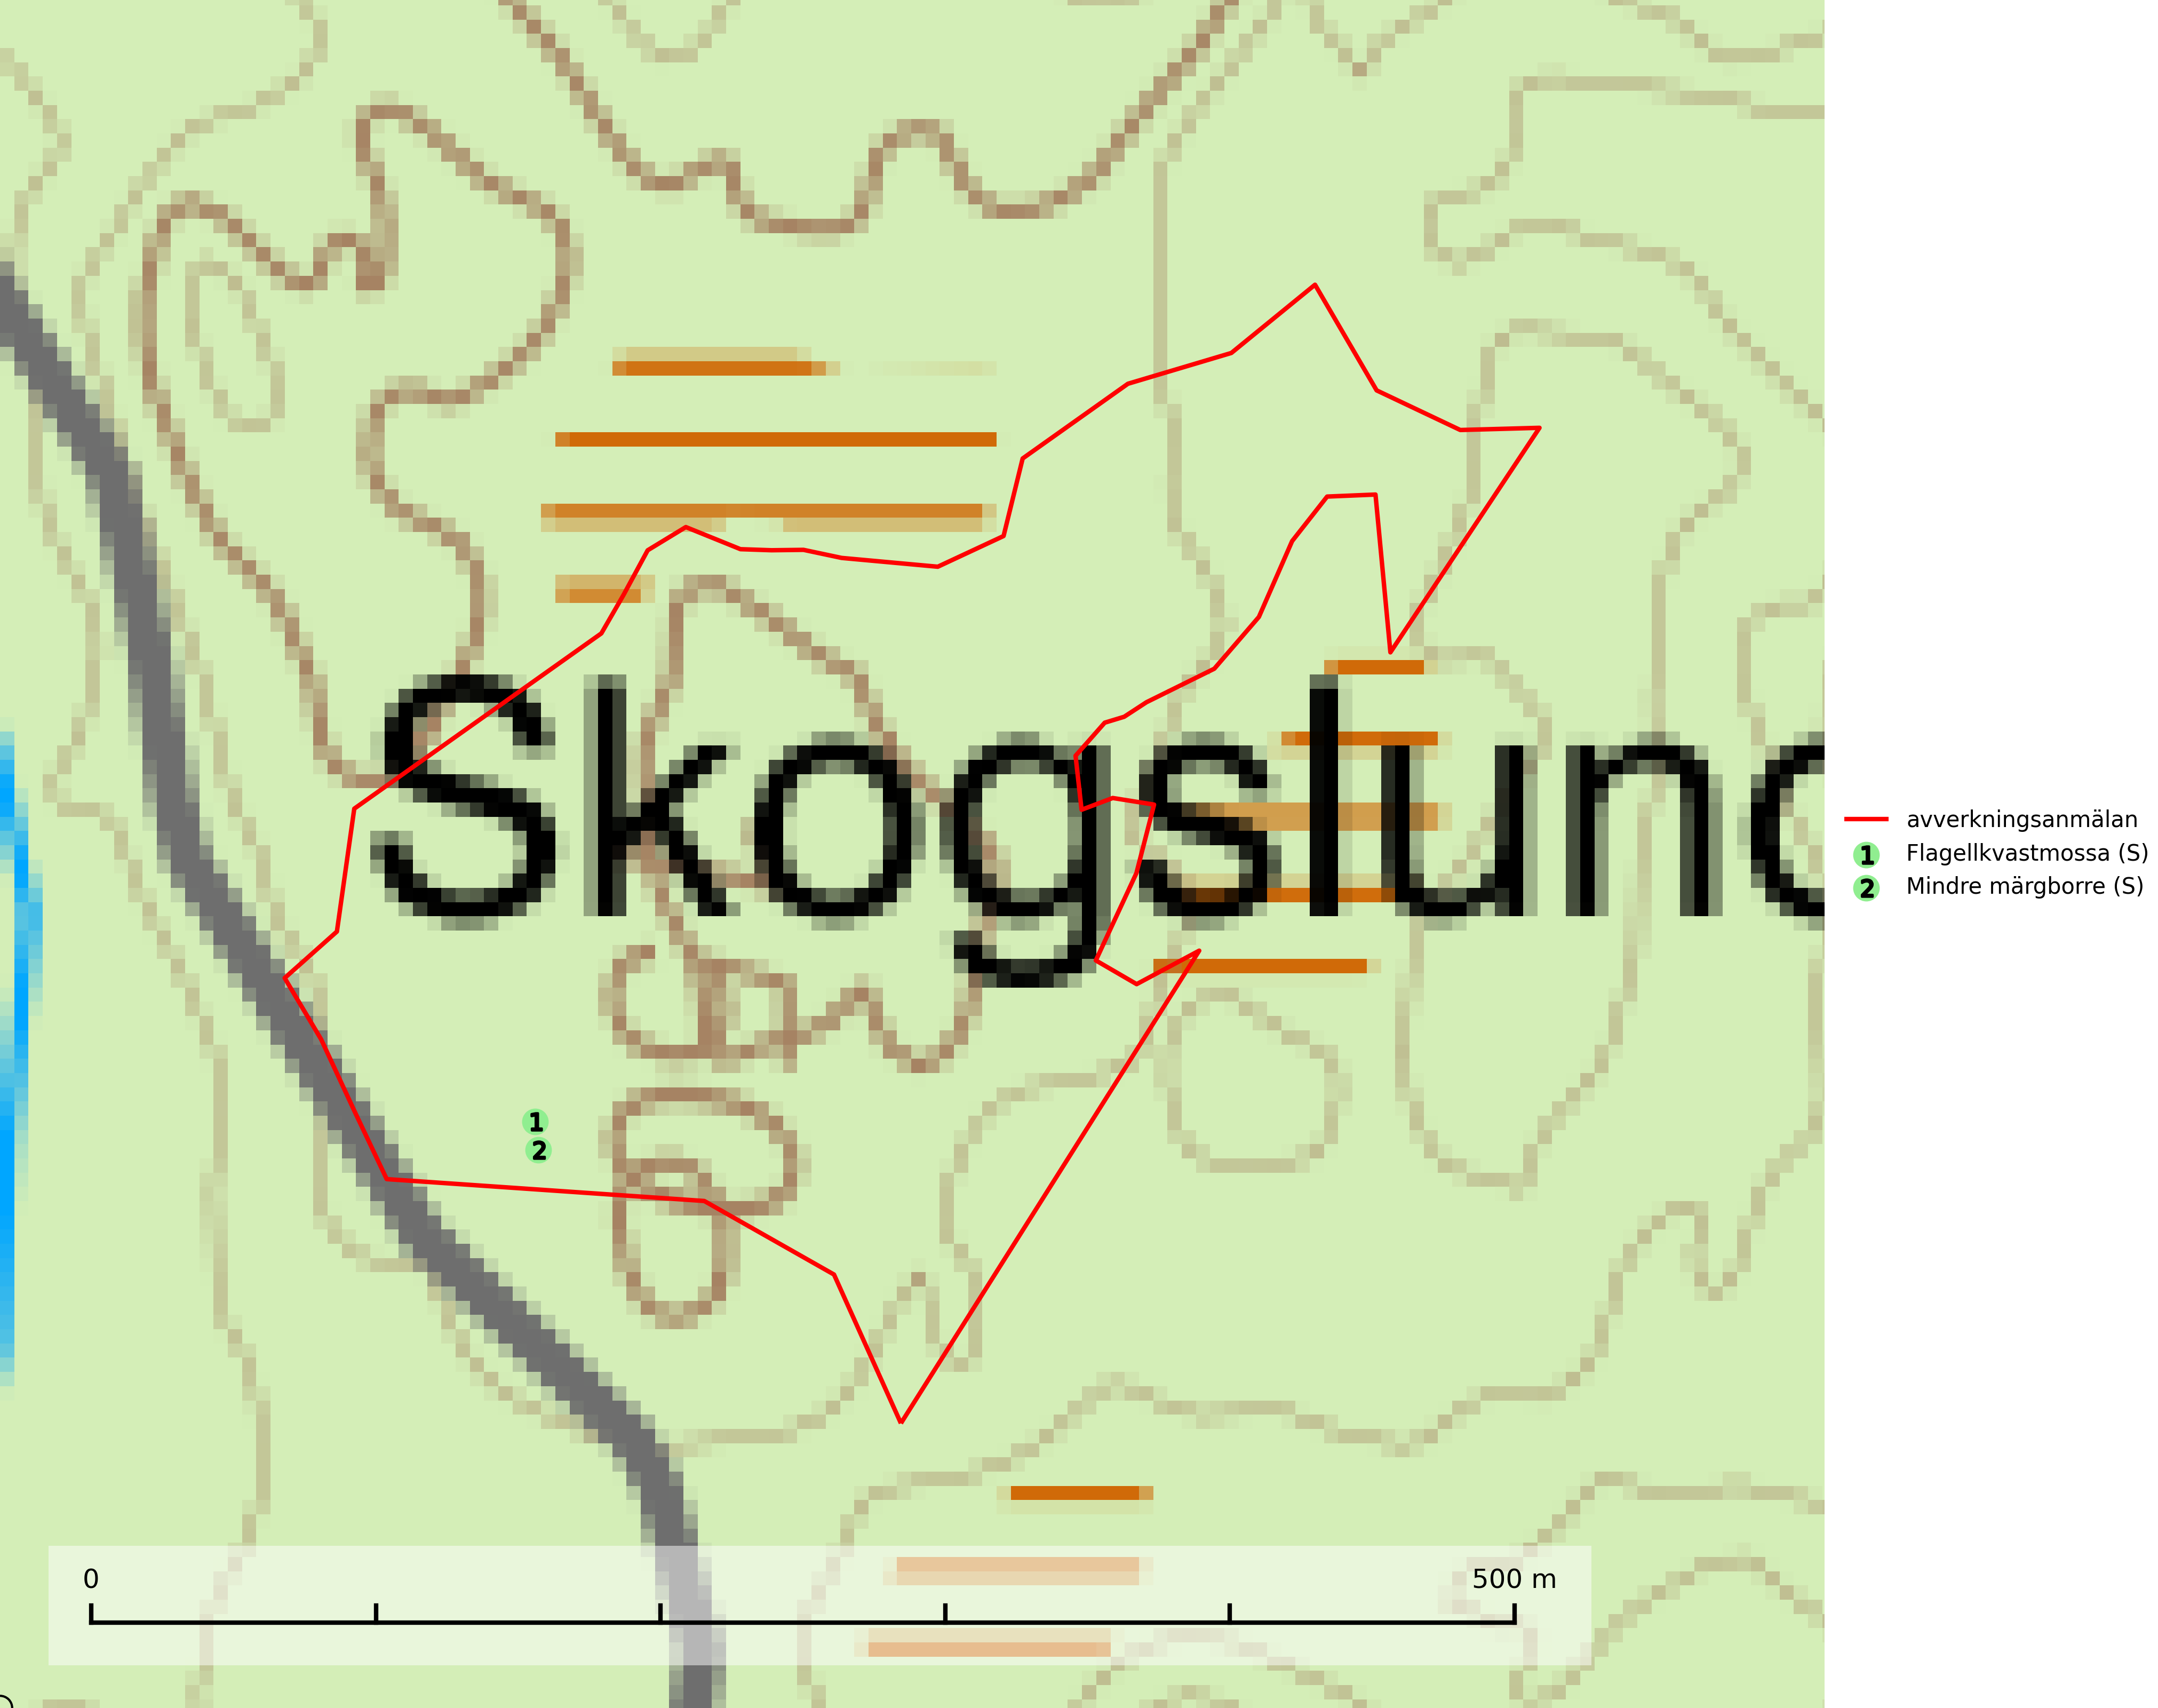 Skogslund
avverkningsanmälan
1 Flagellkvastmossa (S)
2 Mindre märgborre (S)
1
2
0 500 m